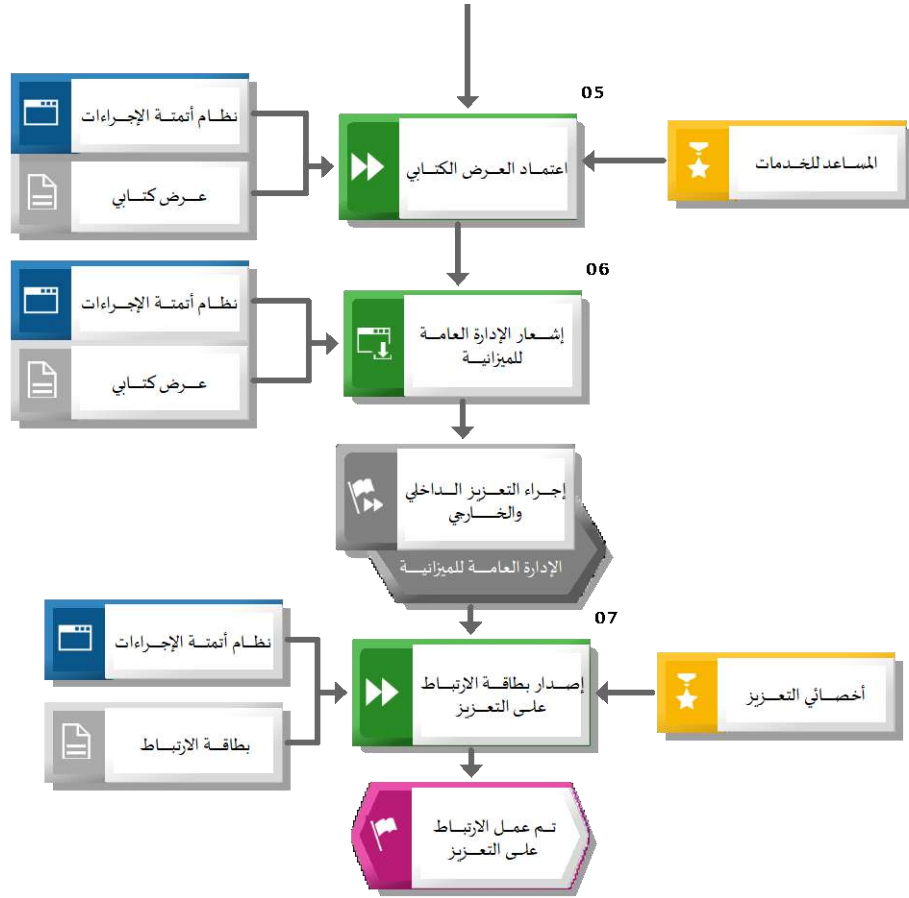 05
نظام أتمتة الإجراءات
عرض كتابي
اعتماد العرض الكتابي
المساعد للخدمات
06
نظام أتمتة الإجراءات
عرض كتابي
إشعار الإدارة العامة
للميزانية
إجراء التعزيز الداخلي
والخارجي
الإدارة العامة للميزانية
07
نظام أتمتة الإجراءات
بطاقة الارتباط
إصدار بطاقة الارتباط
على التعزيز
أخصائي التعزيز
تم عمل الارتباط
على التعزيز